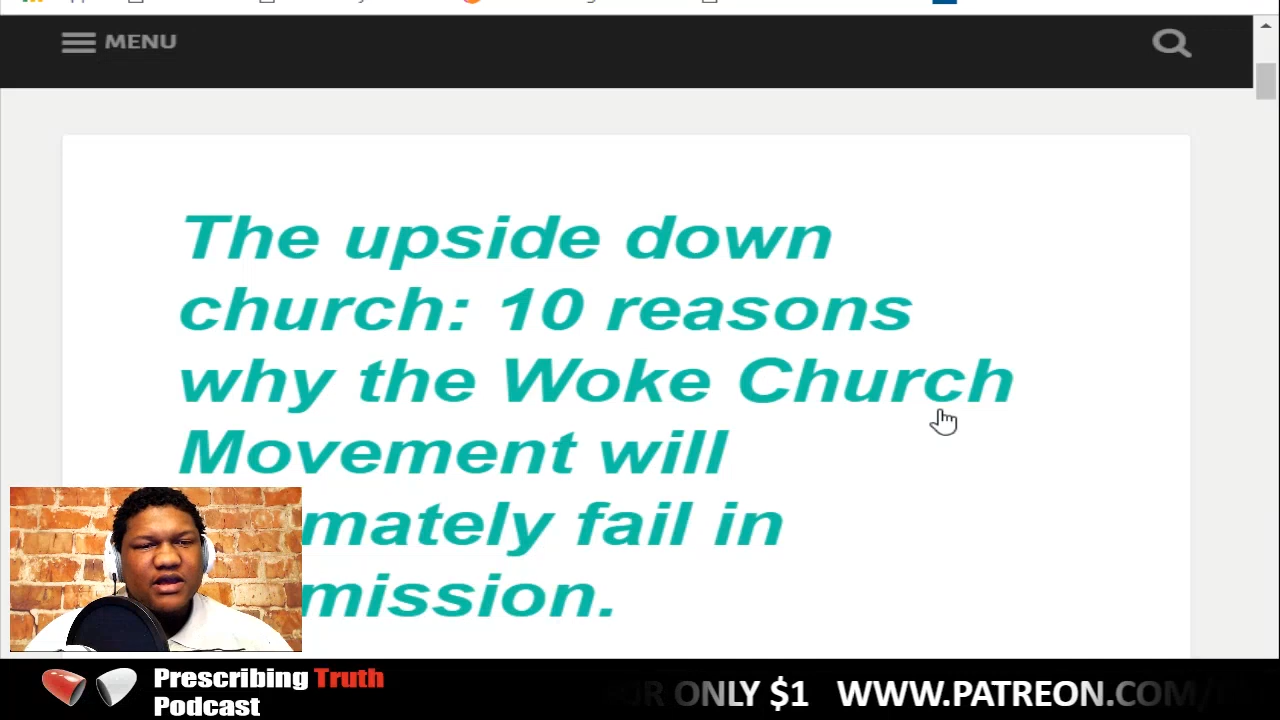 MENU
The upside down
church: 10 reasons
why the Woke Church
Movement will
mately fail in
mission.
Prescribing Truth
Podcast
ONLY $1 WWW.PATREON.COM/